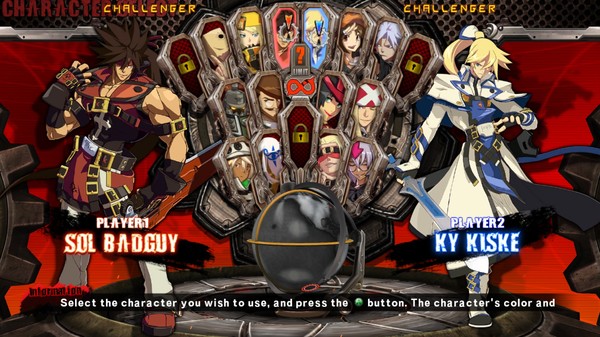 CHARACTER
CHALLENGER
CHALLENGER
?
LIMIT
PLAYER1
SOL BADGUY
PLAYER2
KY KISKE
Information
Select the character you wish to use, and press the button. The character's color and